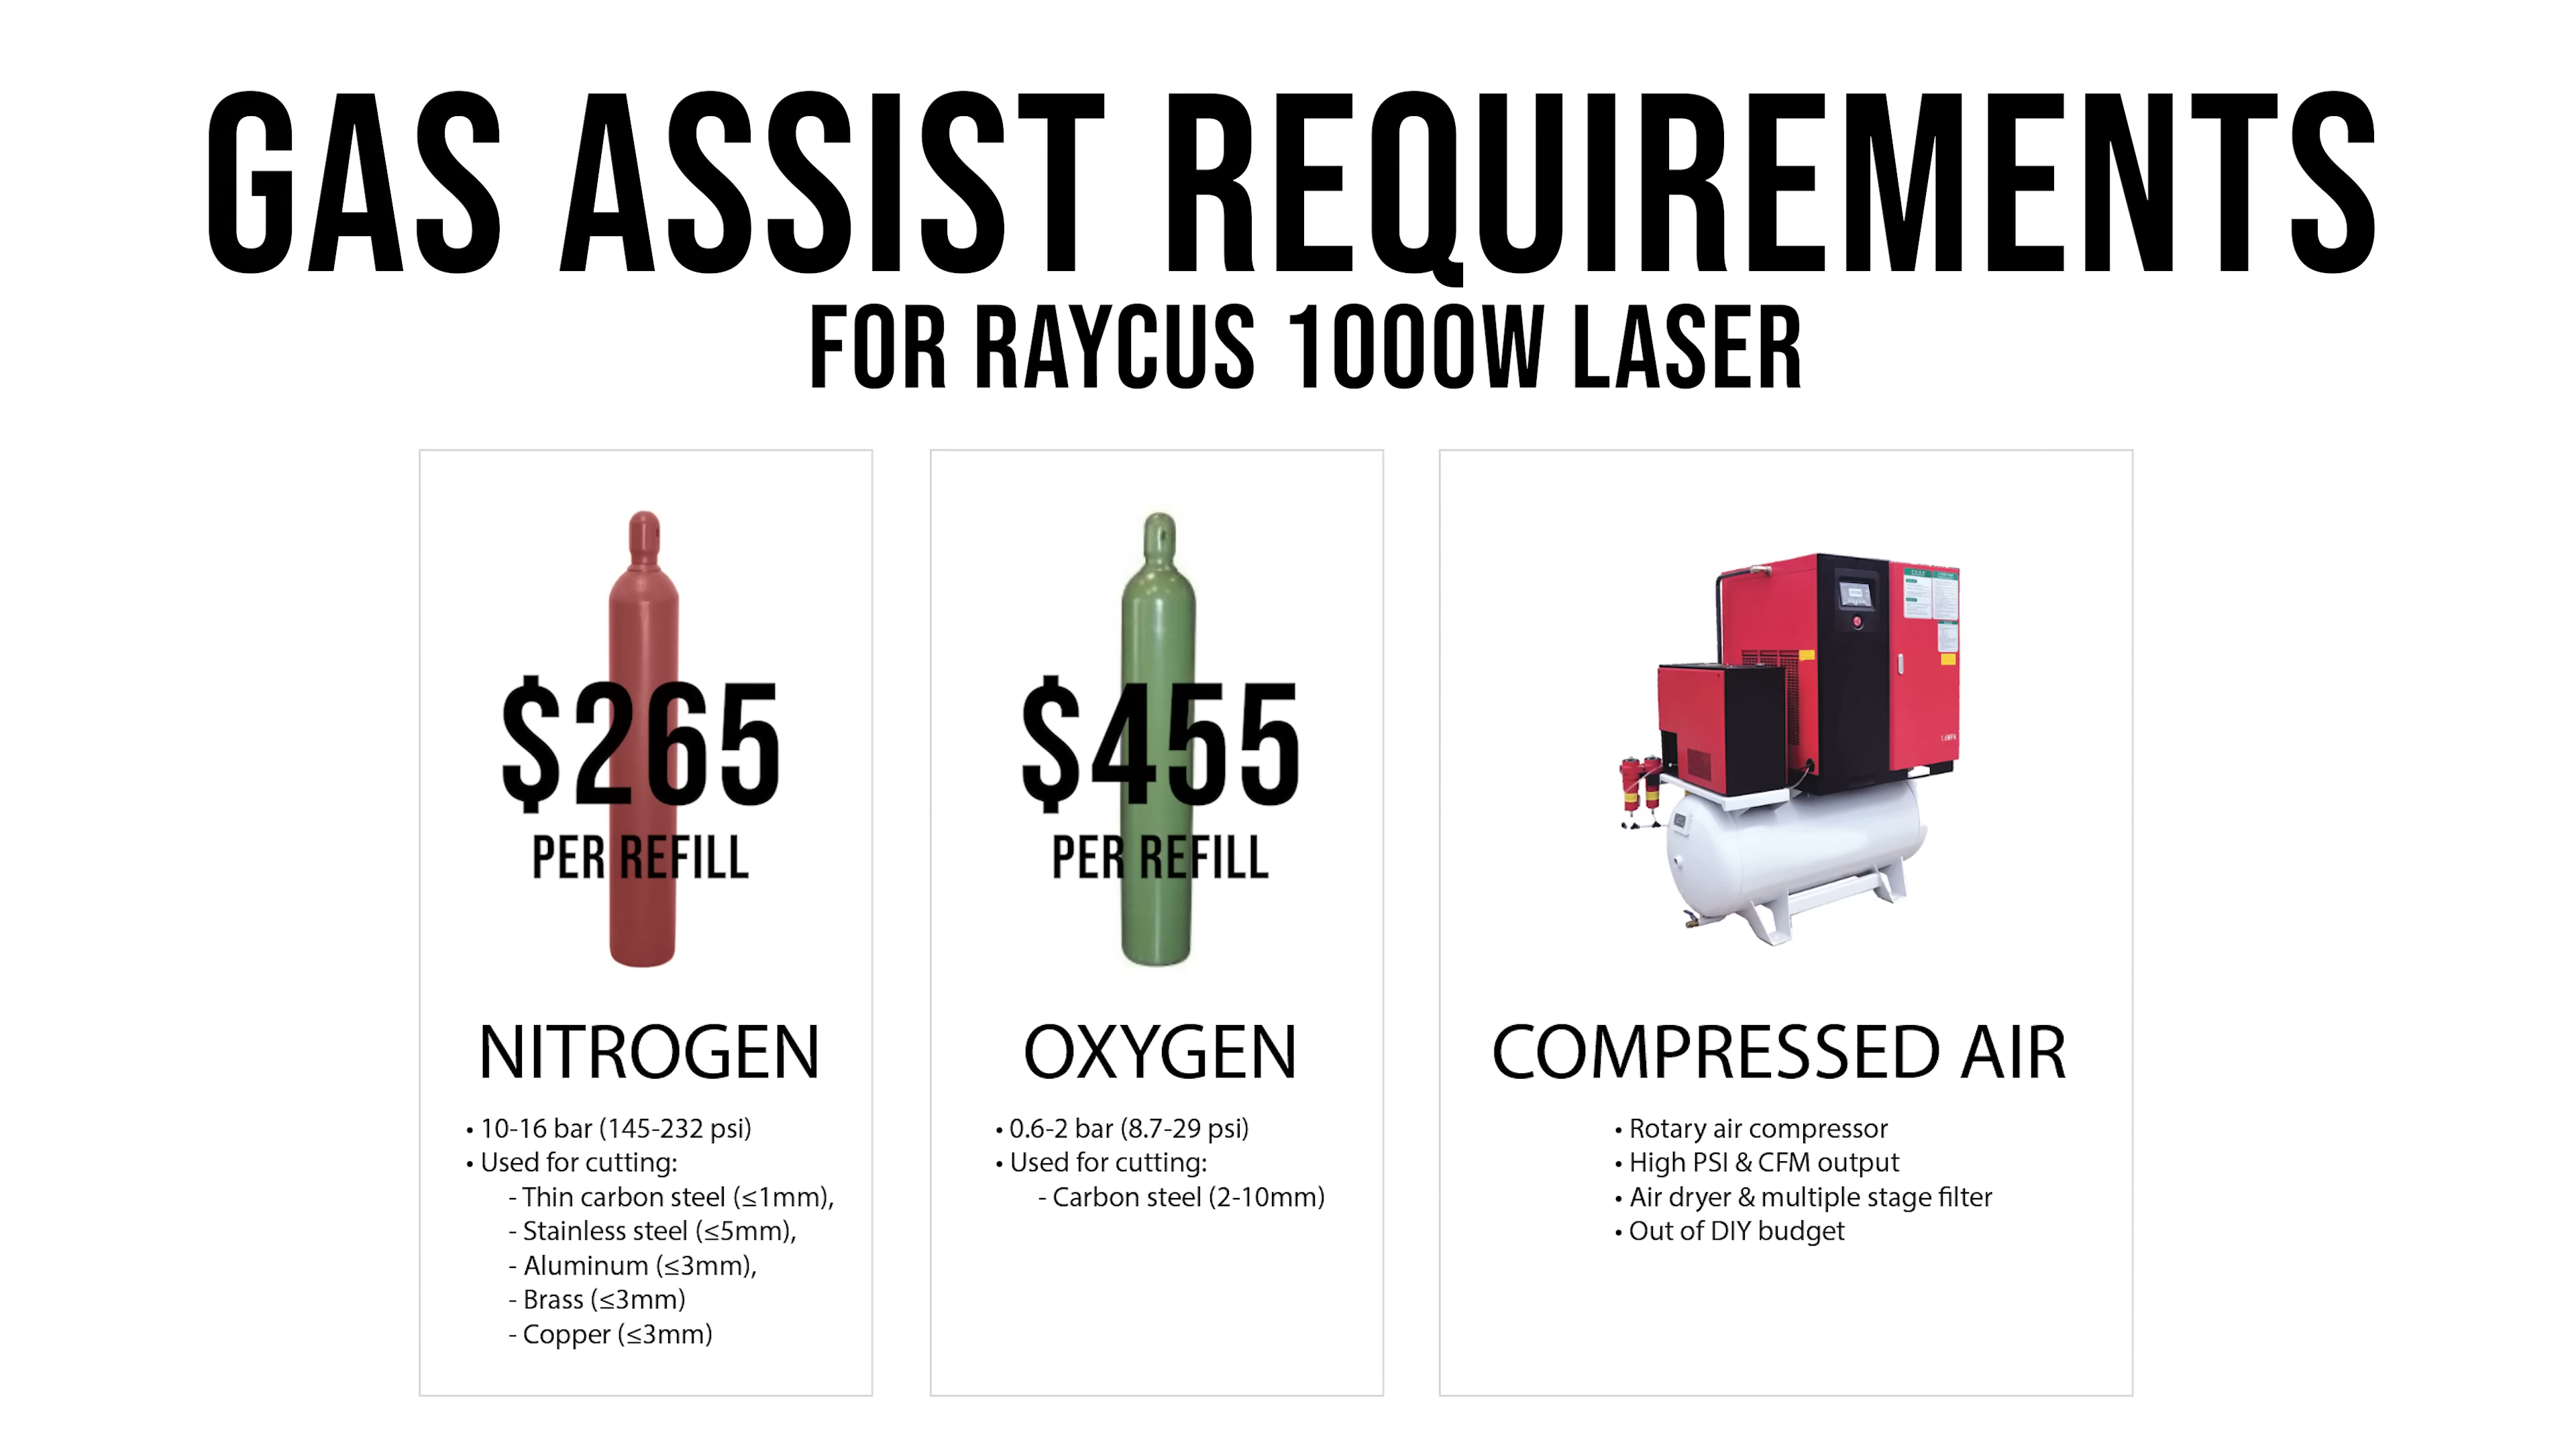 GAS ASSIST REQUIREMENTS
FOR RAYCUS 1000W LASER
$265
PER REFILL
NITROGEN
• 10-16 bar (145-232 psi)
• Used for cutting:
- Thin carbon steel (≤1mm),
- Stainless steel (≤5mm),
- Aluminum (≤3mm),
- Brass (≤3mm)
- Copper (≤3mm)
$455
PER REFILL
OXYGEN
• 0.6-2 bar (8.7-29 psi)
• Used for cutting:
- Carbon steel (2-10mm)
COMPRESSED AIR
• Rotary air compressor
• High PSI & CFM output
• Air dryer & multiple stage filter
• Out of DIY budget